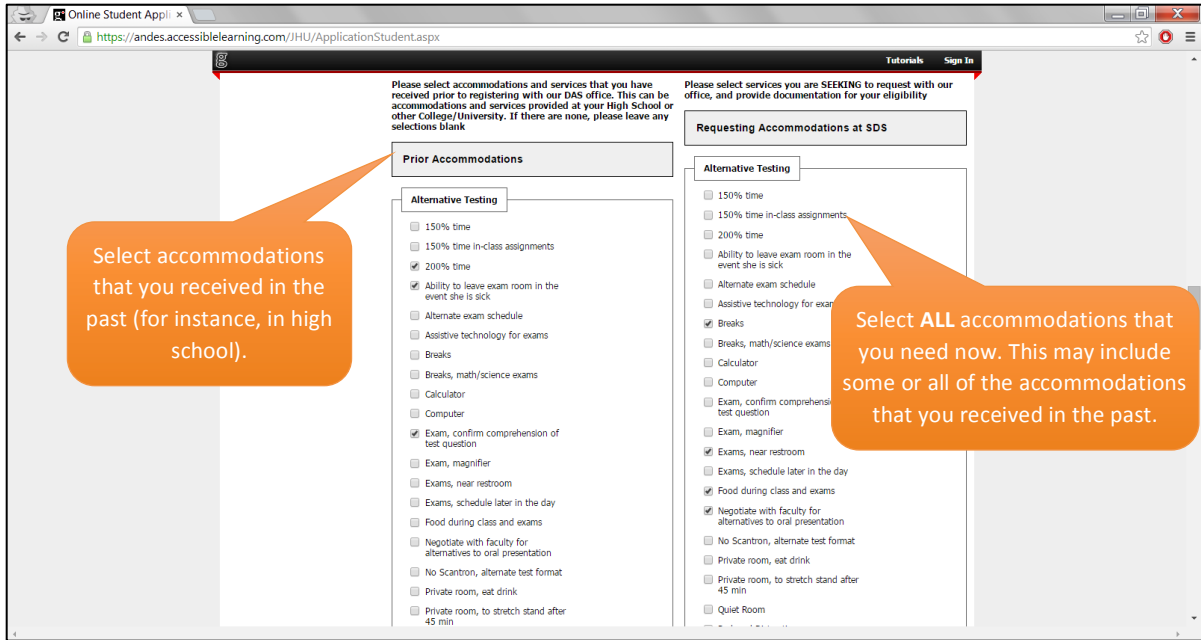 Online Student Appli
https://andes.accessiblelearning.com/JHU/ApplicationStudent.aspx
g
Tutorials Sign In
Please select accommodations and services that you have
received prior to registering with our DAS office. This can be
accommodations and services provided at your High School or
other College/University. If there are none, please leave any
selections blank
Prior Accommodations
Alternative Testing
150% time
150% time in-class assignments
200% time
Ability to leave exam room in the
event she is sick
Alternate exam schedule
Assistive technology for exams
Breaks
Breaks, math/science exams
Calculator
Computer
Exam, confirm comprehension of
test question
Exam, magnifier
Exams, near restroom
Exams, schedule later in the day
Food during class and exams
Negotiate with faculty for
alternatives to oral presentation
No Scantron, alternate test format
Private room, eat drink
Private room, to stretch stand after
45 min
Please select services you are SEEKING to request with our
office, and provide documentation for your eligibility
Requesting Accommodations at SDS
Alternative Testing
150% time
150% time in-class assignments
200% time
Ability to leave exam room in the
event she is sick
Alternate exam schedule
Assistive technology for exam
Breaks
Breaks, math/science exams
Calculator
Computer
Exam, confirm comprehension
test question
Exam, magnifier
Exams, near restroom
Exams, schedule later in the day
Food during class and exams
Negotiate with faculty for
alternatives to oral presentation
No Scantron, alternate test format
Private room, eat drink
Private room, to stretch stand after
45 min
Quiet Room
Select accommodations
that you received in the
past (for instance, in high
school).
Select ALL accommodations that
you need now. This may include
some or all of the accommodations
that you received in the past.